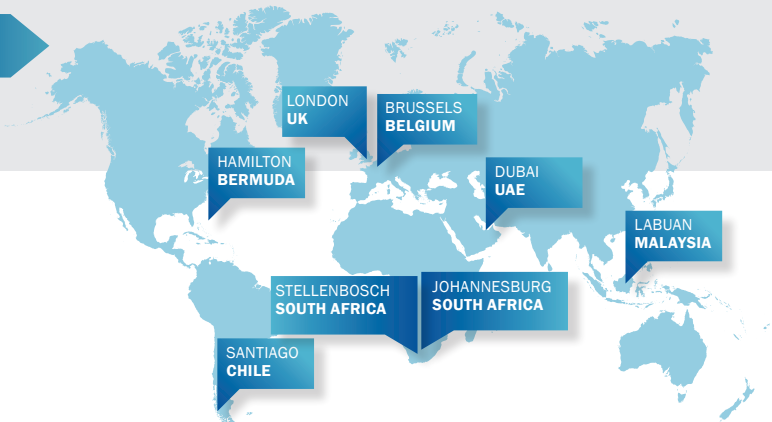 LONDON
UK
BRUSSELS
BELGIUM
HAMILTON
BERMUDA
DUBAI
UAE
LABUAN
MALAYSIA
STELLENBOSCH
SOUTH AFRICA
JOHANNESBURG
SOUTH AFRICA
SANTIAGO
CHILE